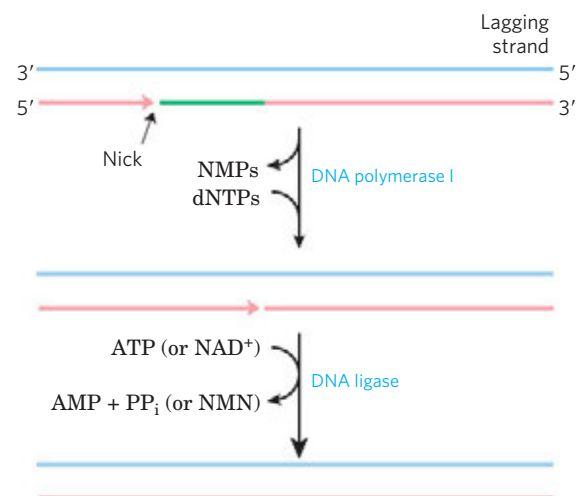 Lagging
strand
3′ 5′
5′ 3′
Nick
NMPs
DNA polymerase I
dNTPs
ATP (or NAD⁺)
DNA ligase
AMP + PPᵢ (or NMN)